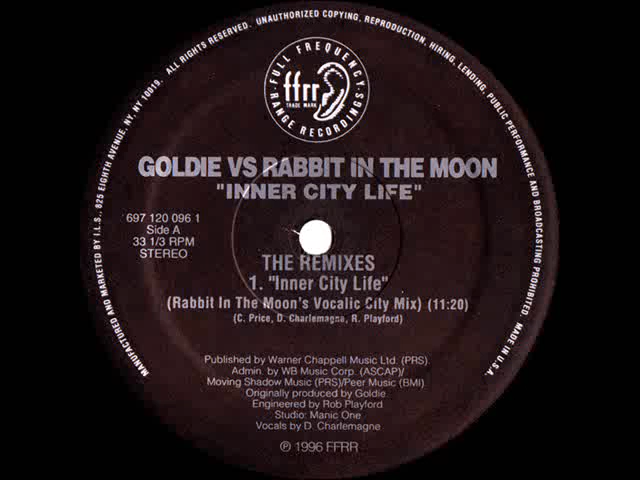 ALL RIGHTS RESERVED. UNAUTHORIZED COPYING, REPRODUCTION, HIRING, LENDING, PUBLIC PERFORMANCE AND BROADCASTING PROHIBITED. MADE IN U.S.A.
MANUFACTURED AND MARKETED BY I.L.S., 825 EIGHTH AVENUE, NY, NY 10019.
FULL FREQUENCY
ffrr
TRADE MARK
RANGE RECORDINGS
GOLDIE VS RABBIT IN THE MOON
"INNER CITY LIFE"
697 120 096 1
Side A
33 1/3 RPM
STEREO
THE REMIXES
1. "Inner City Life"
(Rabbit In The Moon's Vocalic City Mix) (11:20)
(C. Price, D. Charlemagne, R. Playford)
Published by Warner Chappell Music Ltd. (PRS).
Admin. by WB Music Corp. (ASCAP)/
Moving Shadow Music (PRS)/Peer Music (BMI)
Originally produced by Goldie.
Engineered by Rob Playford
Studio: Manic One
Vocals by D. Charlemagne
℗ 1996 FFRR